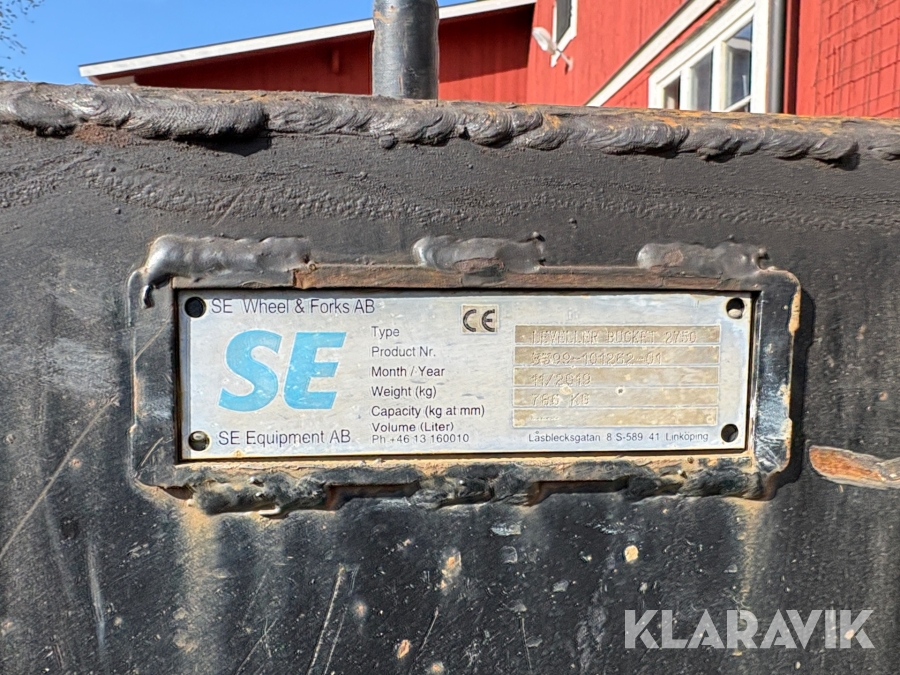 SE Wheel & Forks AB
CE
SE
Type LEVELLER BUCKET 2750
Product Nr.
Month / Year 11/2019
Weight (kg) KG
Capacity (kg at mm)
Volume (Liter)
SE Equipment AB Ph +46 13 160010 Låsblecksgatan 8 S-589 41 Linköping
KLARAVIK